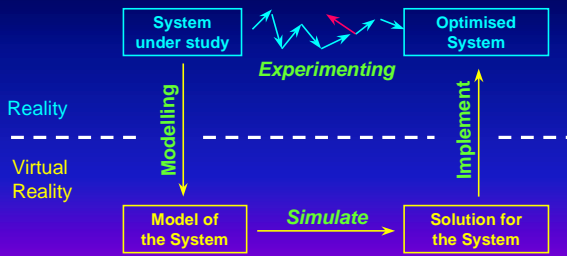 System
under study
Optimised
System
Experimenting
Modelling
Implement
Reality
Virtual
Reality
Model of
the System
Simulate
Solution for
the System